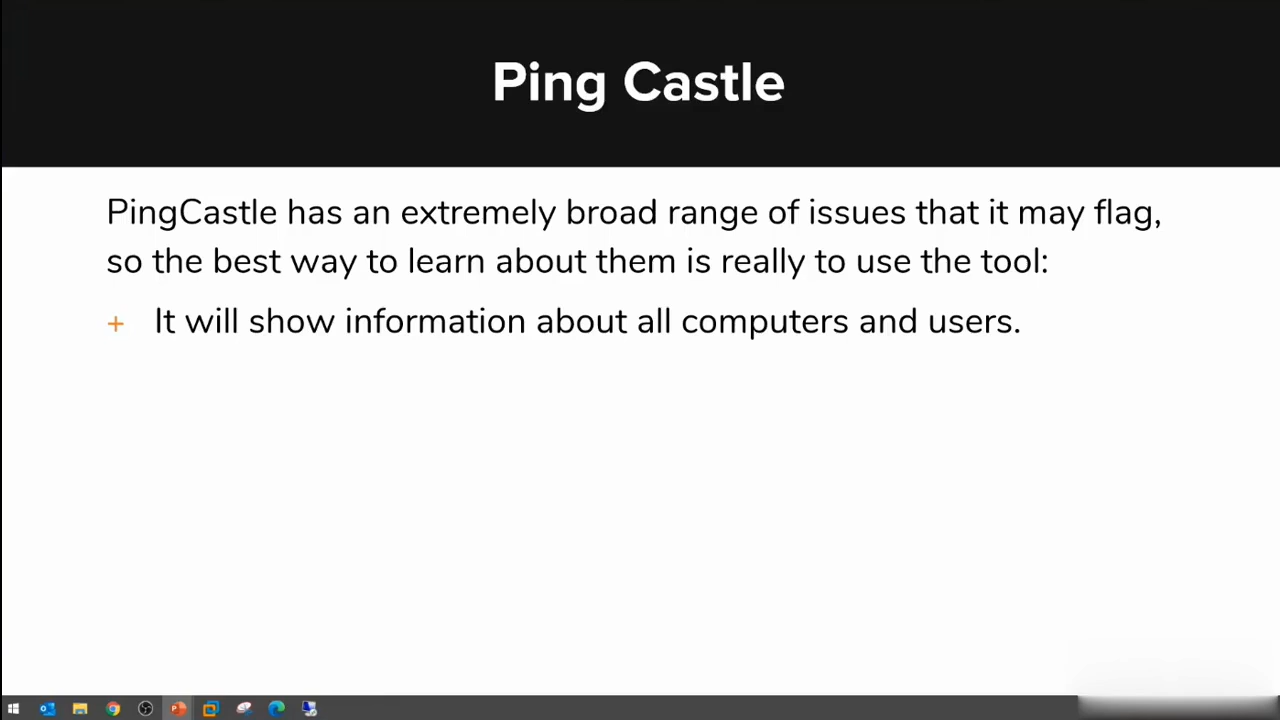 Ping Castle
PingCastle has an extremely broad range of issues that it may flag,
so the best way to learn about them is really to use the tool:
+ It will show information about all computers and users.